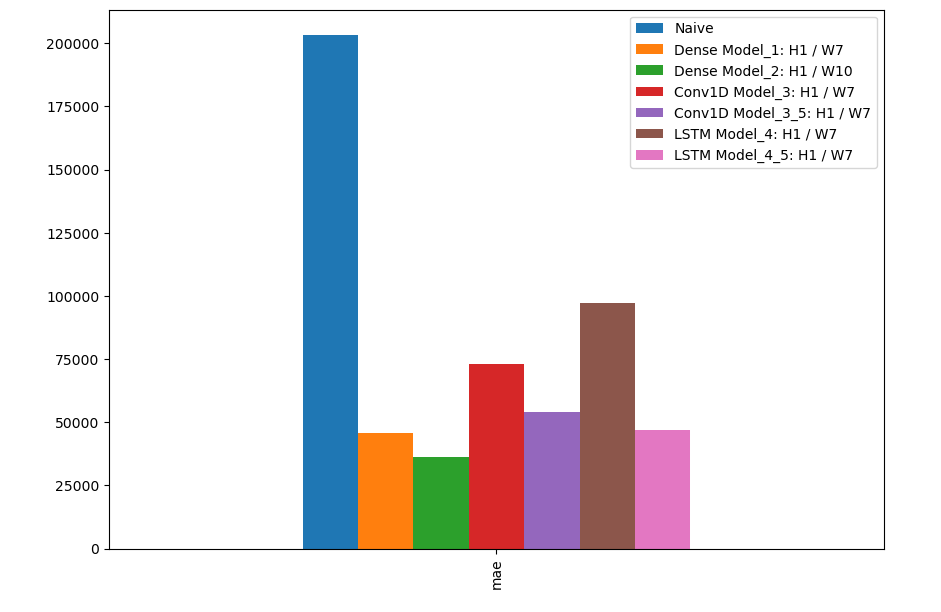 200000
175000
150000
125000
100000
75000
50000
25000
0
mae
Naive
Dense Model_1: H1 / W7
Dense Model_2: H1 / W10
Conv1D Model_3: H1 / W7
Conv1D Model_3_5: H1 / W7
LSTM Model_4: H1 / W7
LSTM Model_4_5: H1 / W7